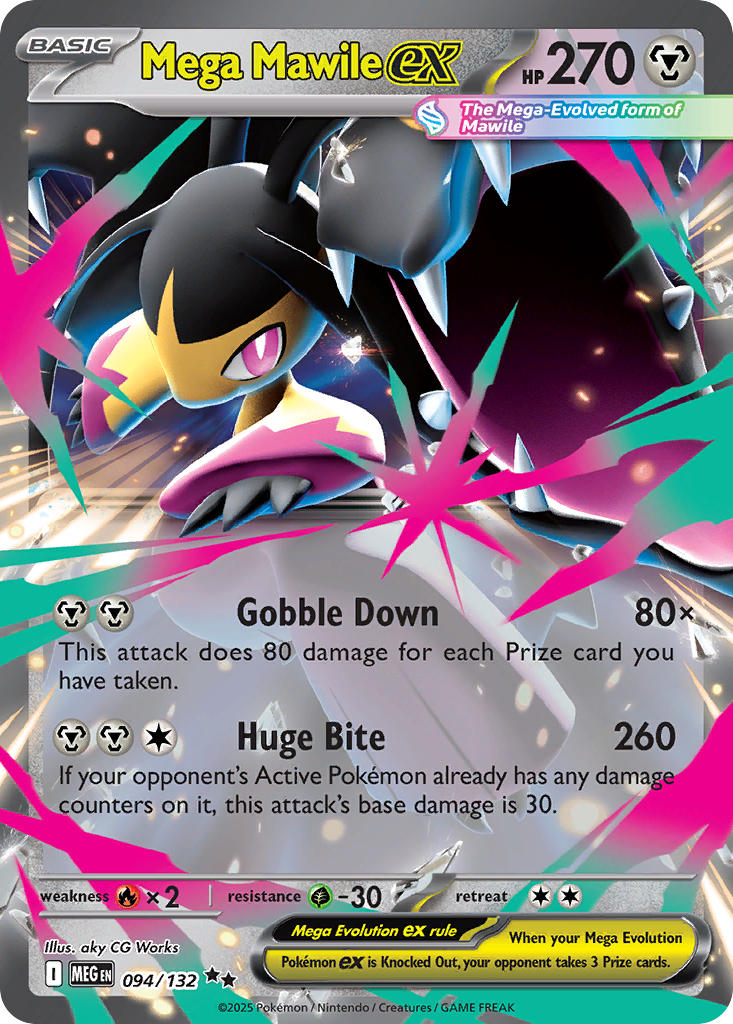 BASIC
Mega Mawile ex HP 270
The Mega-Evolved form of
Mawile
Gobble Down 80×
This attack does 80 damage for each Prize card you
have taken.
Huge Bite 260
If your opponent's Active Pokémon already has any damage
counters on it, this attack's base damage is 30.
weakness ×2 resistance -30 retreat
Illus. aky CG Works
Mega Evolution ex rule When your Mega Evolution
Pokémon ex is Knocked Out, your opponent takes 3 Prize cards.
I MEG EN 094/132
©2025 Pokémon / Nintendo / Creatures / GAME FREAK